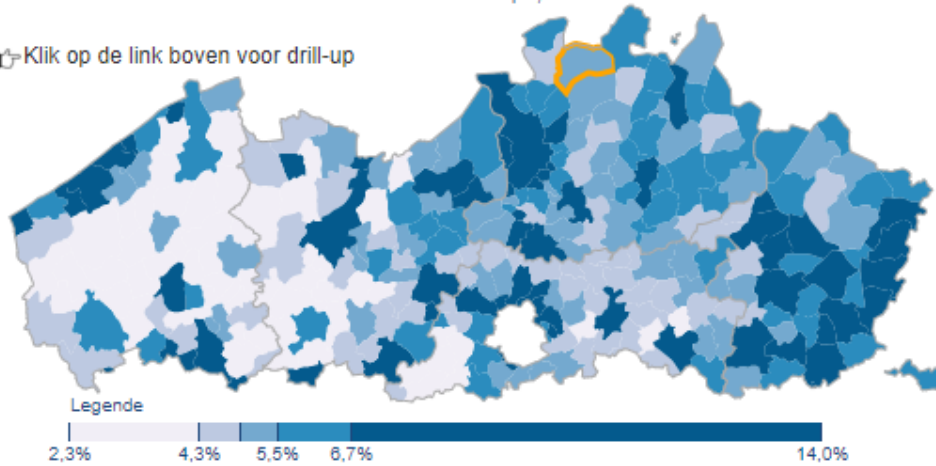 Klik op de link boven voor drill-up
Legende
2,3% 4,3% 5,5% 6,7% 14,0%